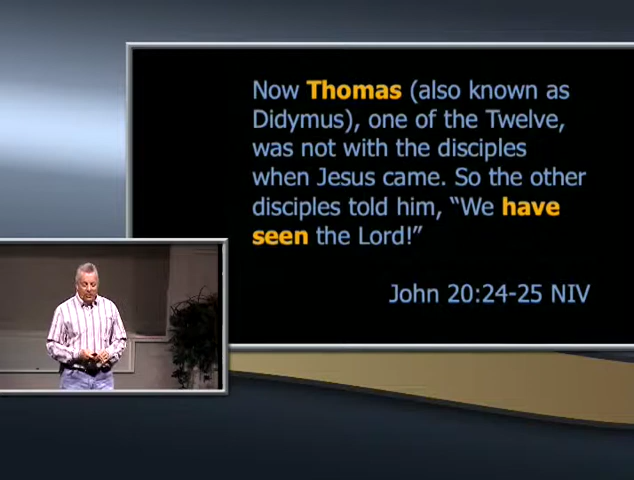 Now Thomas (also known as
Didymus), one of the Twelve,
was not with the disciples
when Jesus came. So the other
disciples told him, “We have
seen the Lord!”
John 20:24-25 NIV